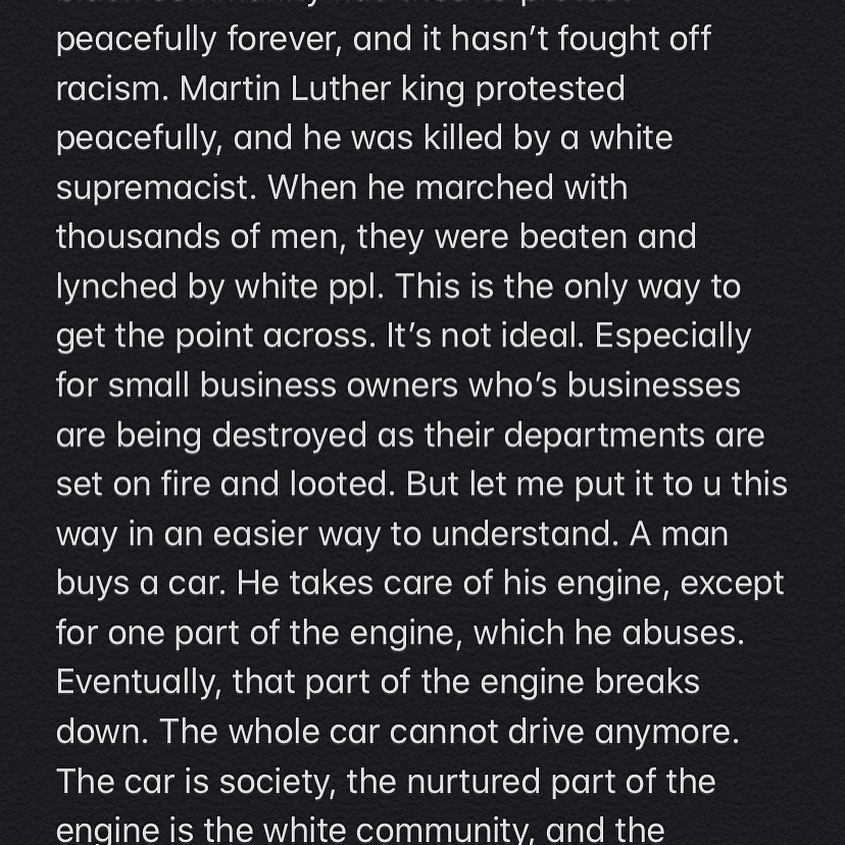 peacefully forever, and it hasn’t fought off
racism. Martin Luther king protested
peacefully, and he was killed by a white
supremacist. When he marched with
thousands of men, they were beaten and
lynched by white ppl. This is the only way to
get the point across. It’s not ideal. Especially
for small business owners who’s businesses
are being destroyed as their departments are
set on fire and looted. But let me put it to u this
way in an easier way to understand. A man
buys a car. He takes care of his engine, except
for one part of the engine, which he abuses.
Eventually, that part of the engine breaks
down. The whole car cannot drive anymore.
The car is society, the nurtured part of the
engine is the white community, and the